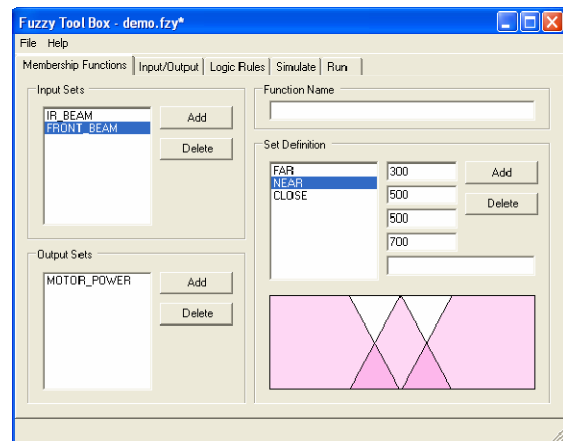 Fuzzy Tool Box - demo.fzy*
File Help
Membership Functions Input/Output Logic Rules Simulate Run
Input Sets
IR_BEAM
FRONT_BEAM
Add
Delete
Output Sets
MOTOR_POWER
Add
Delete
Function Name
Set Definition
FAR
NEAR
CLOSE
300
500
500
700
Add
Delete